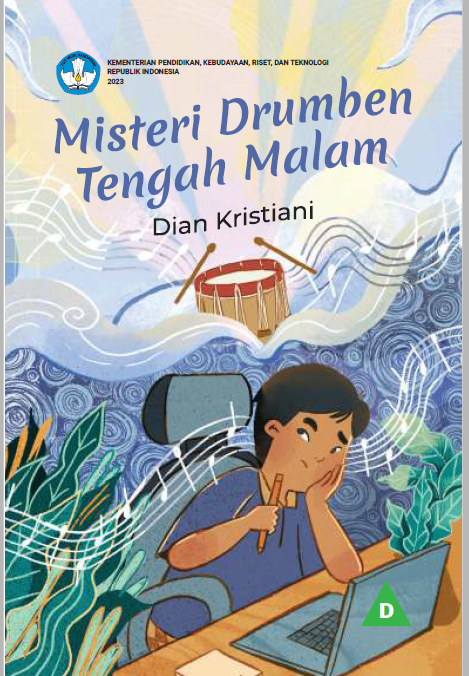 KEMENTERIAN PENDIDIKAN, KEBUDAYAAN, RISET, DAN TEKNOLOGI
REPUBLIK INDONESIA
2023
Misteri Drumben
Tengah Malam
Dian Kristiani
D